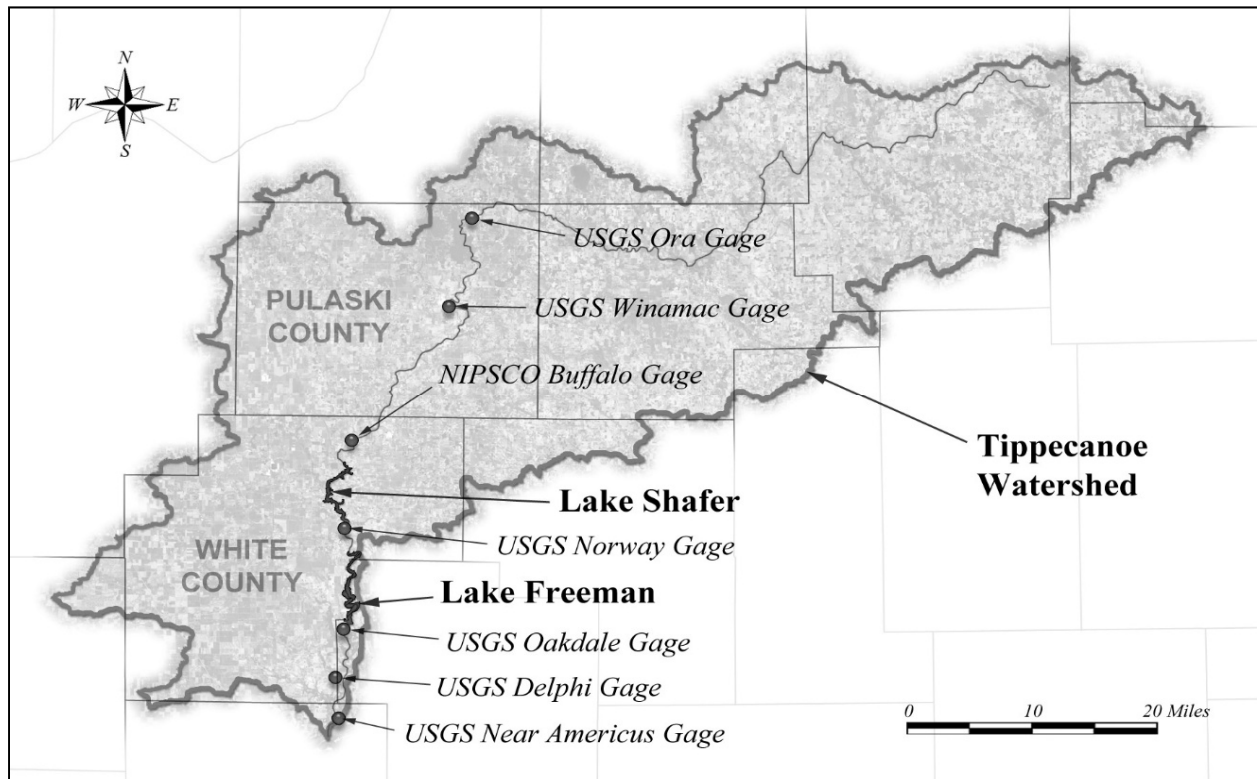 N
W E
S
USGS Ora Gage
PULASKI
COUNTY
USGS Winamac Gage
NIPSCO Buffalo Gage
Tippecanoe
Watershed
Lake Shafer
WHITE
COUNTY
USGS Norway Gage
Lake Freeman
USGS Oakdale Gage
USGS Delphi Gage
0 10 20 Miles
USGS Near Americus Gage